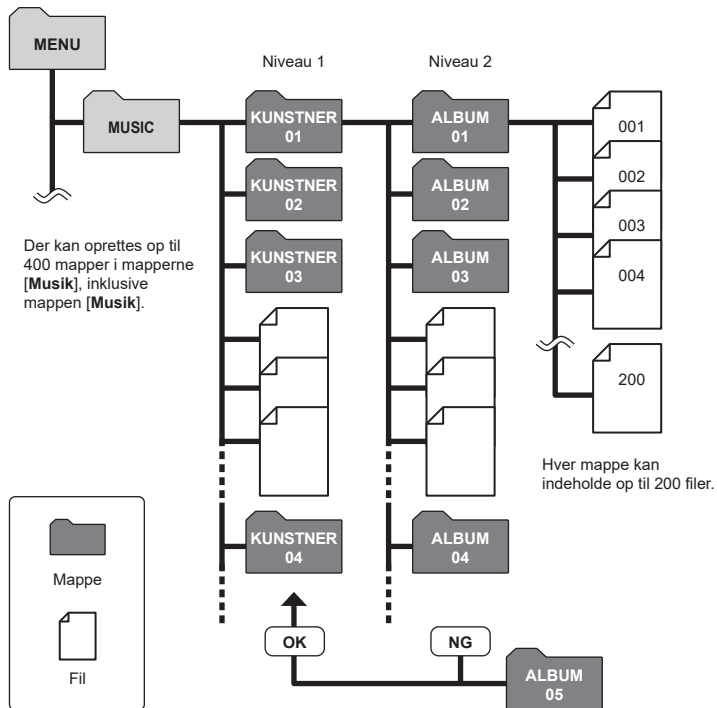 MENU
Niveau 1
Niveau 2
MUSIC
KUNSTNER
01
ALBUM
01
001
002
003
004
200
KUNSTNER
02
ALBUM
02
KUNSTNER
03
ALBUM
03
Der kan oprettes op til
400 mapper i mapperne
[Musik], inklusive
mappen [Musik].
Hver mappe kan
indeholde op til 200 filer.
KUNSTNER
04
ALBUM
04
Mappe
Fil
OK
NG
ALBUM
05